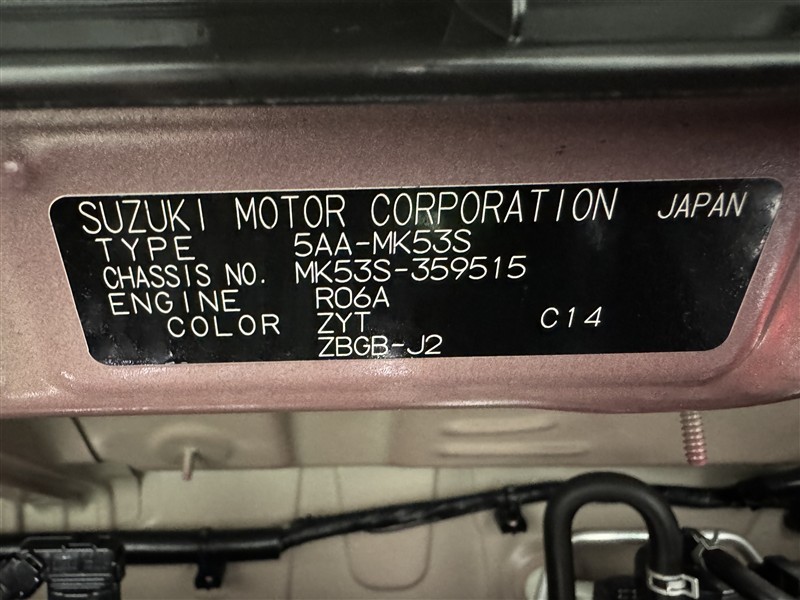 SUZUKI MOTOR CORPORATION JAPAN
TYPE 5AA-MK53S
CHASSIS NO. MK53S-359515
ENGINE R06A
COLOR ZYT C14
ZBGB-J2